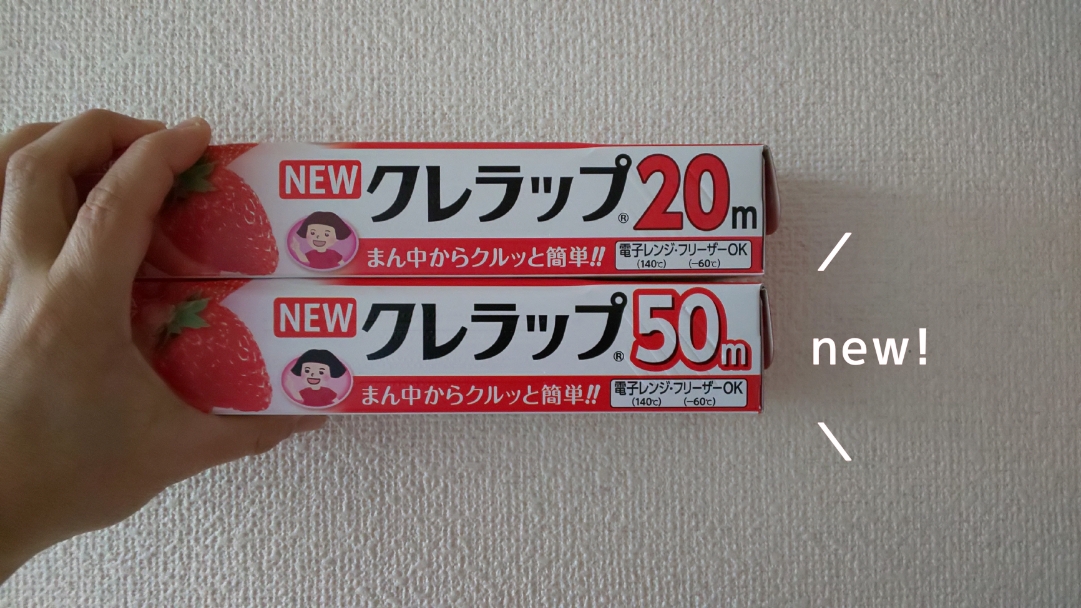 NEW クレラップ® 20m
まん中からクルッと簡単!! 電子レンジ・フリーザーOK
(140℃) (−60℃)
NEW クレラップ® 50m
まん中からクルッと簡単!! 電子レンジ・フリーザーOK
(140℃) (−60℃)
new!